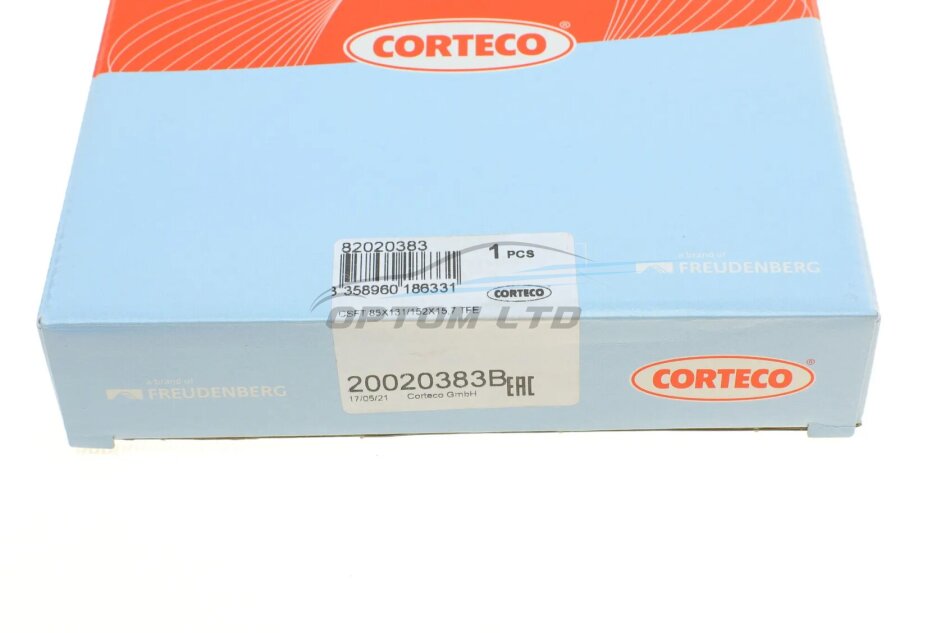 CORTECO®
82020383
1 PCS
3 358960 186331
CORTECO
CSFT 85X131/152X15,7 TFE
OPTOM LTD
a brand of
FREUDENBERG
20020383B EAC
17/05/21 Corteco GmbH
a brand of
FREUDENBERG
CORTECO®